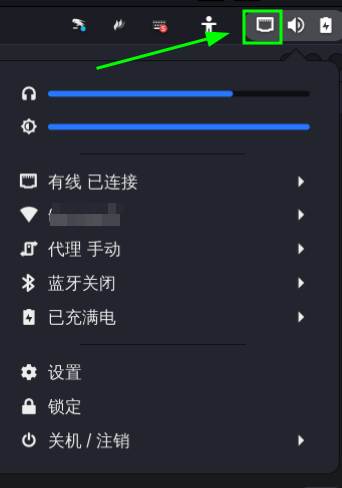 有线 已连接
代理 手动
蓝牙关闭
已充满电
设置
锁定
关机 / 注销